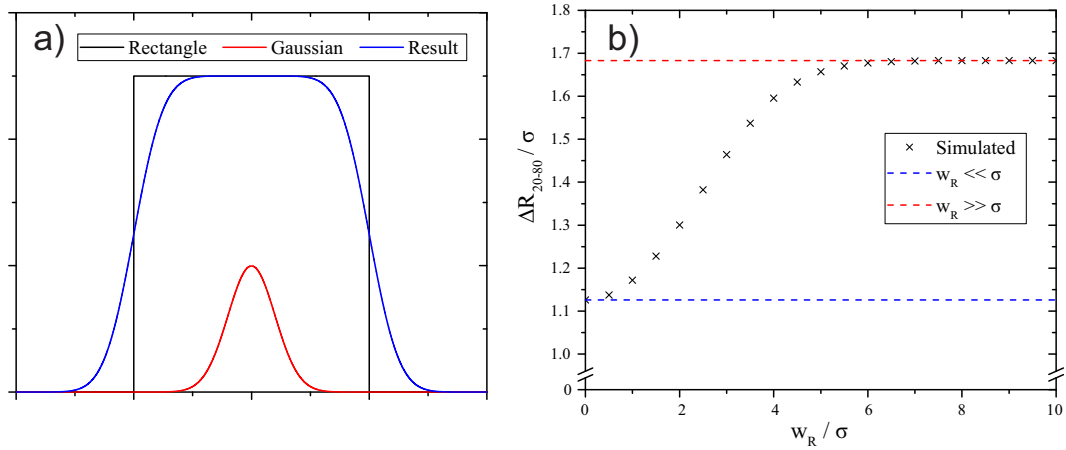 a)
Rectangle Gaussian Result
b)
1.8
1.7
1.6
1.5
1.4
1.3
1.2
1.1
1.0
0
ΔR20-80 / σ
Simulated
wR << σ
wR >> σ
0 2 4 6 8 10
wR / σ